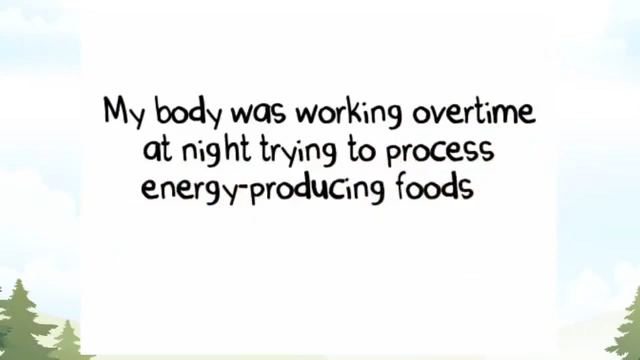 My body was working overtime
at night trying to process
energy-producing foods